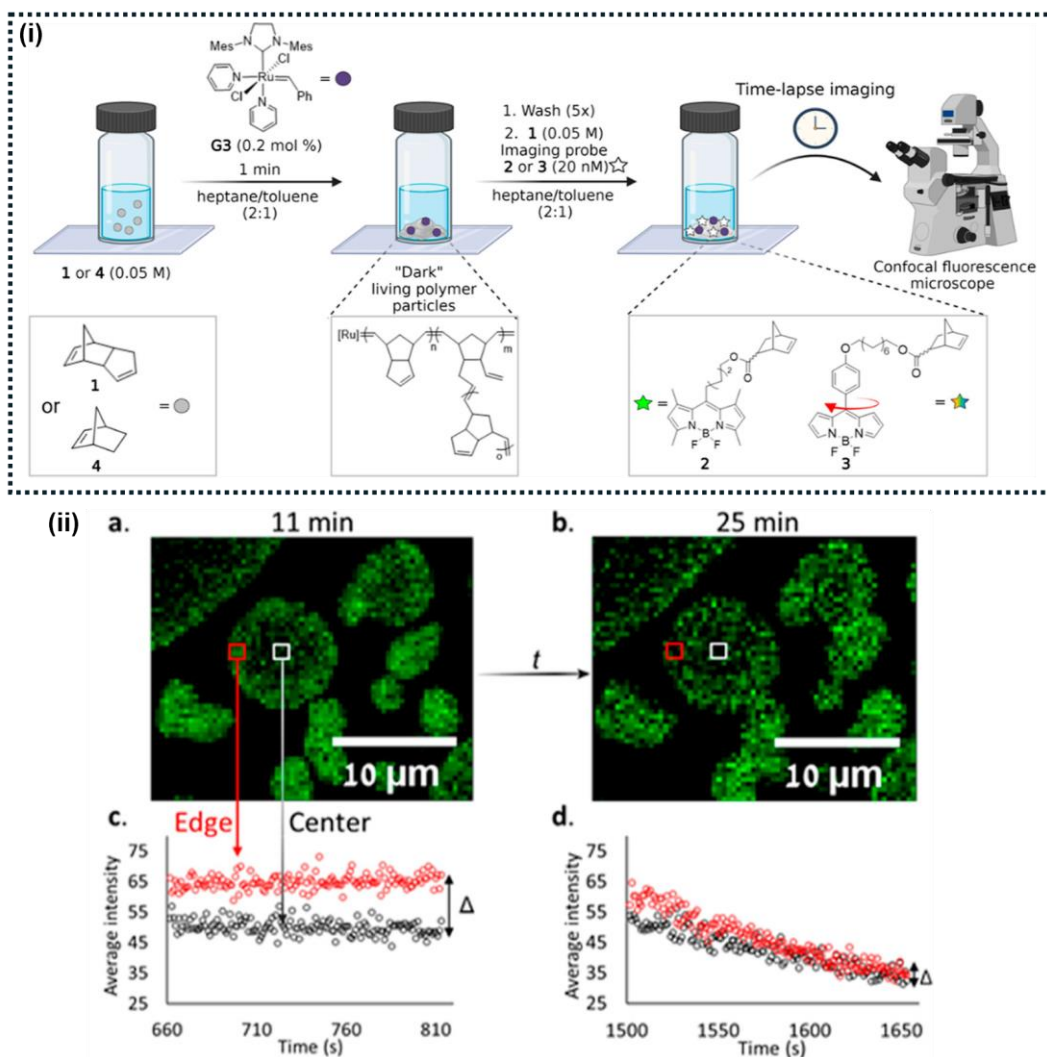 (i)
Mes
N
N
Mes
Cl
N
Ru
Cl
Ph
N
=
G3 (0.2 mol %)
1 min
heptane/toluene
(2:1)
1. Wash (5x)
2. 1 (0.05 M)
Imaging probe
2 or 3 (20 nM)
heptane/toluene
(2:1)
Time-lapse imaging
1 or 4 (0.05 M)
"Dark"
living polymer
particles
Confocal fluorescence
microscope
1
or
=
4
[Ru]
n
m
o
O
O
2
=
N
N
B
F
F
2
O
6
O
O
N
N
B
F
F
=
3
(ii)
a.
11 min
b.
25 min
10 µm
t
10 µm
c.
Edge
Center
d.
Average intensity
75
65
55
45
35
25
Δ
660
710
760
810
Time (s)
Average intensity
75
65
55
45
35
25
Δ
1500
1550
1600
1650
Time (s)